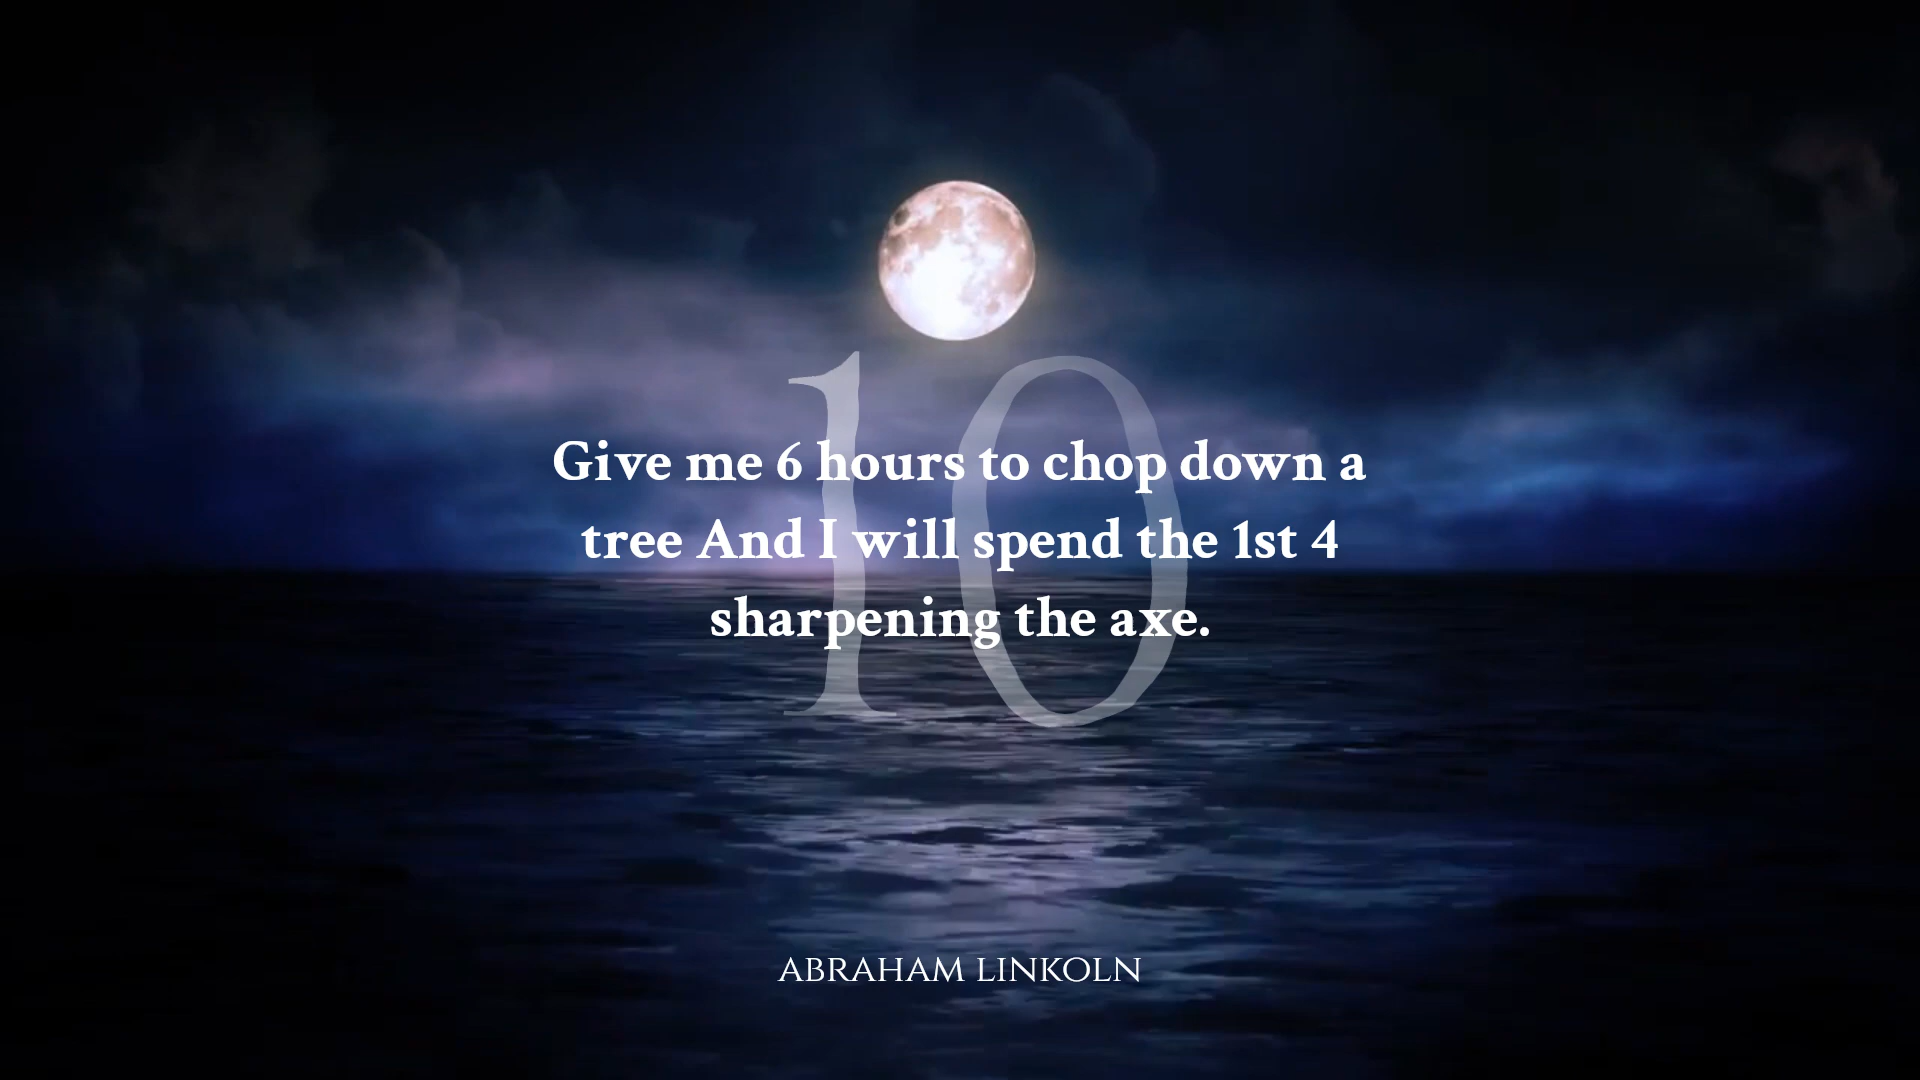 10
Give me 6 hours to chop down a
tree And I will spend the 1st 4
sharpening the axe.
ABRAHAM LINKOLN